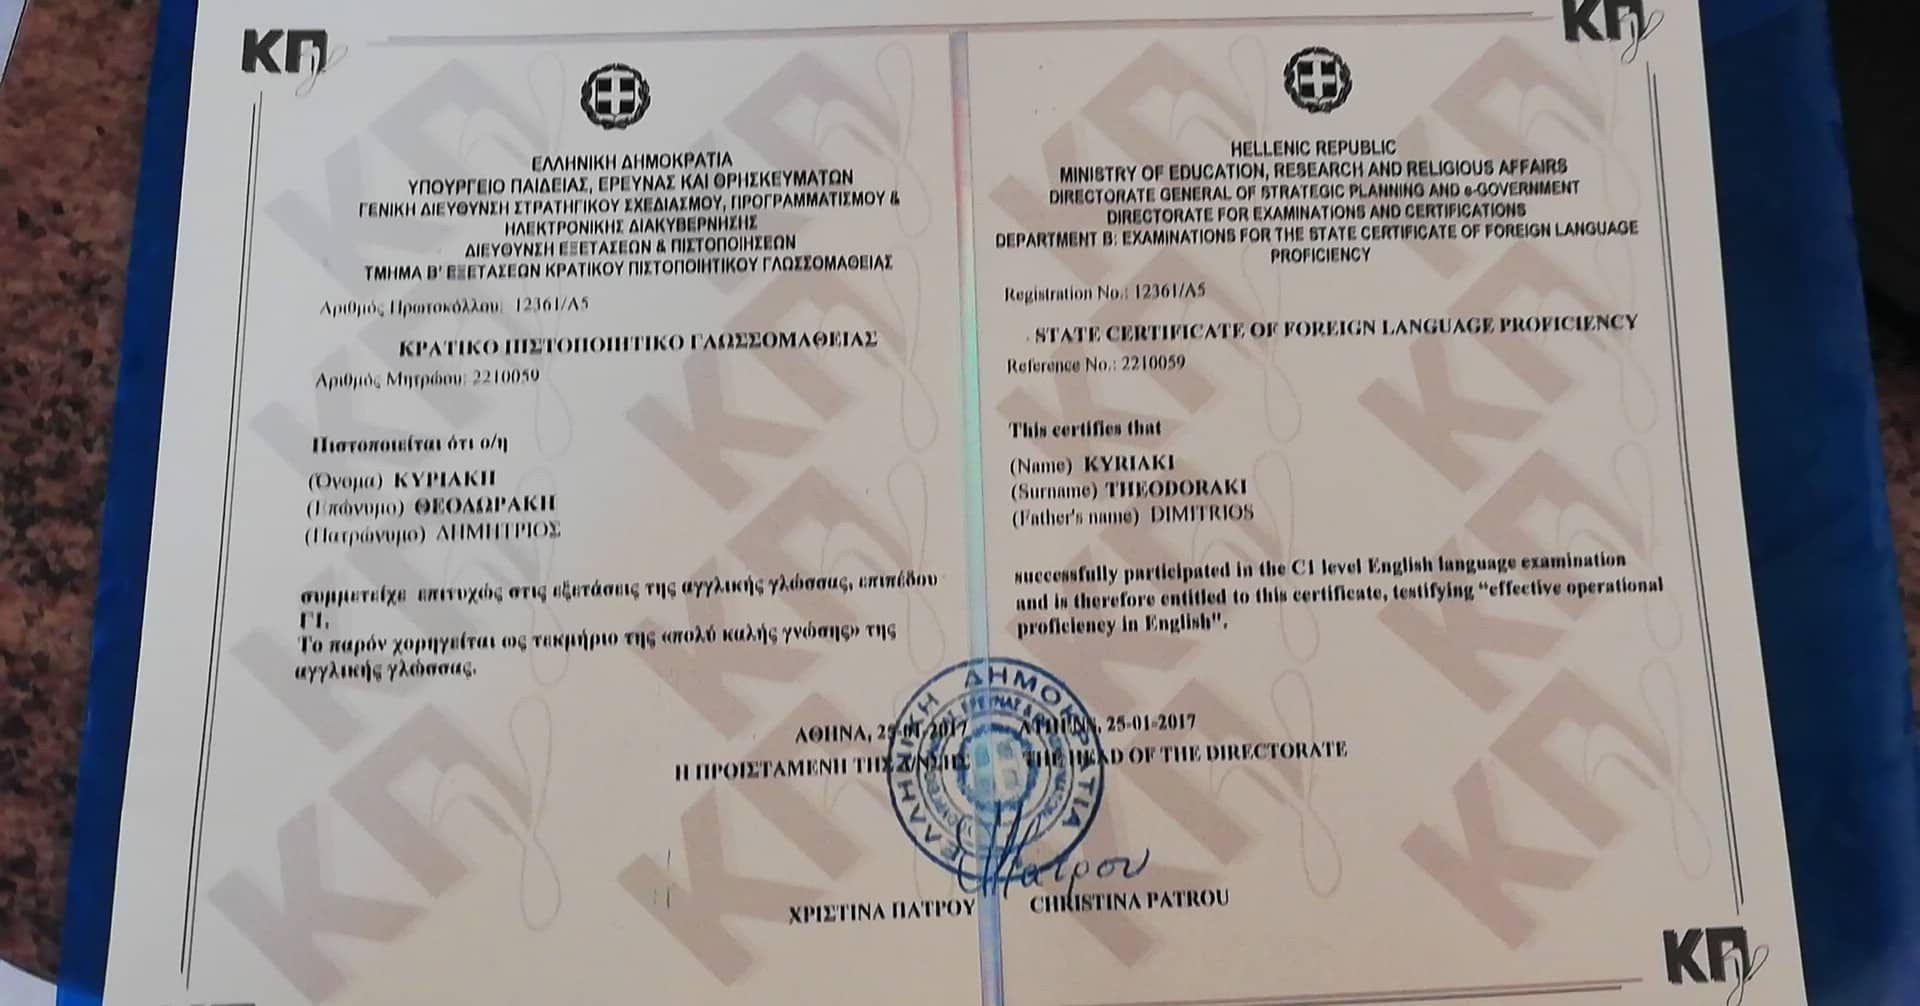 ΚΠγ
ΚΠγ
ΕΛΛΗΝΙΚΗ ΔΗΜΟΚΡΑΤΙΑ
ΥΠΟΥΡΓΕΙΟ ΠΑΙΔΕΙΑΣ, ΕΡΕΥΝΑΣ ΚΑΙ ΘΡΗΣΚΕΥΜΑΤΩΝ
ΓΕΝΙΚΗ ΔΙΕΥΘΥΝΣΗ ΣΤΡΑΤΗΓΙΚΟΥ ΣΧΕΔΙΑΣΜΟΥ, ΠΡΟΓΡΑΜΜΑΤΙΣΜΟΥ &
ΗΛΕΚΤΡΟΝΙΚΗΣ ΔΙΑΚΥΒΕΡΝΗΣΗΣ
ΔΙΕΥΘΥΝΣΗ ΕΞΕΤΑΣΕΩΝ & ΠΙΣΤΟΠΟΙΗΣΕΩΝ
ΤΜΗΜΑ Β' ΕΞΕΤΑΣΕΩΝ ΚΡΑΤΙΚΟΥ ΠΙΣΤΟΠΟΙΗΤΙΚΟΥ ΓΛΩΣΣΟΜΑΘΕΙΑΣ
Αριθμός Πρωτοκόλλου: 12361/Α5
ΚΡΑΤΙΚΟ ΠΙΣΤΟΠΟΙΗΤΙΚΟ ΓΛΩΣΣΟΜΑΘΕΙΑΣ
Αριθμός Μητρώου: 2210059
Πιστοποιείται ότι ο/η
(Όνομα) ΚΥΡΙΑΚΗ
(Επώνυμο) ΘΕΟΔΩΡΑΚΗ
(Πατρώνυμο) ΔΗΜΗΤΡΙΟΣ
συμμετείχε επιτυχώς στις εξετάσεις της αγγλικής γλώσσας, επιπέδου
Γ1.
Το παρόν χορηγείται ως τεκμήριο της «πολύ καλής γνώσης» της
αγγλικής γλώσσας.
ΑΘΗΝΑ, 25-01-2017
Η ΠΡΟΙΣΤΑΜΕΝΗ ΤΗΣ Δ/ΝΣΗΣ
ΧΡΙΣΤΙΝΑ ΠΑΤΡΟΥ
HELLENIC REPUBLIC
MINISTRY OF EDUCATION, RESEARCH AND RELIGIOUS AFFAIRS
DIRECTORATE GENERAL OF STRATEGIC PLANNING AND e-GOVERNMENT
DIRECTORATE FOR EXAMINATIONS AND CERTIFICATIONS
DEPARTMENT B: EXAMINATIONS FOR THE STATE CERTIFICATE OF FOREIGN LANGUAGE
PROFICIENCY
Registration No.: 12361/A5
STATE CERTIFICATE OF FOREIGN LANGUAGE PROFICIENCY
Reference No.: 2210059
This certifies that
(Name) KYRIAKI
(Surname) THEODORAKI
(Father's name) DIMITRIOS
successfully participated in the C1 level English language examination
and is therefore entitled to this certificate, testifying “effective operational
proficiency in English".
ATHENS, 25-01-2017
THE HEAD OF THE DIRECTORATE
CHRISTINA PATROU
ΕΛΛΗΝΙΚΗ ΔΗΜΟΚΡΑΤΙΑ
Πατρου
ΚΠγ